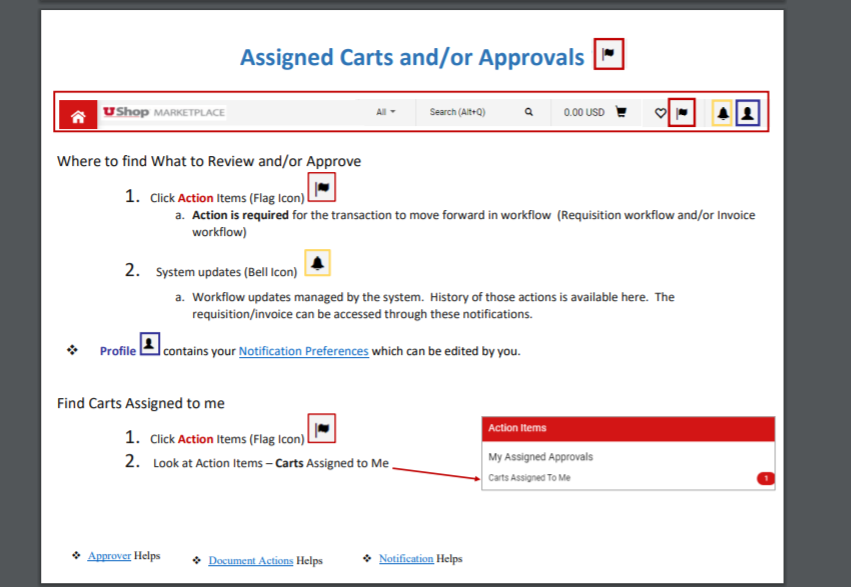 Assigned Carts and/or Approvals
UShop MARKETPLACE All Search (Alt+Q) 0.00 USD
Where to find What to Review and/or Approve
1. Click Action Items (Flag Icon)
a. Action is required for the transaction to move forward in workflow (Requisition workflow and/or Invoice
workflow)
2. System updates (Bell Icon)
a. Workflow updates managed by the system. History of those actions is available here. The
requisition/invoice can be accessed through these notifications.
❖ Profile contains your Notification Preferences which can be edited by you.
Find Carts Assigned to me
1. Click Action Items (Flag Icon)
2. Look at Action Items – Carts Assigned to Me
Action Items
My Assigned Approvals
Carts Assigned To Me 1
❖ Approver Helps ❖ Document Actions Helps ❖ Notification Helps